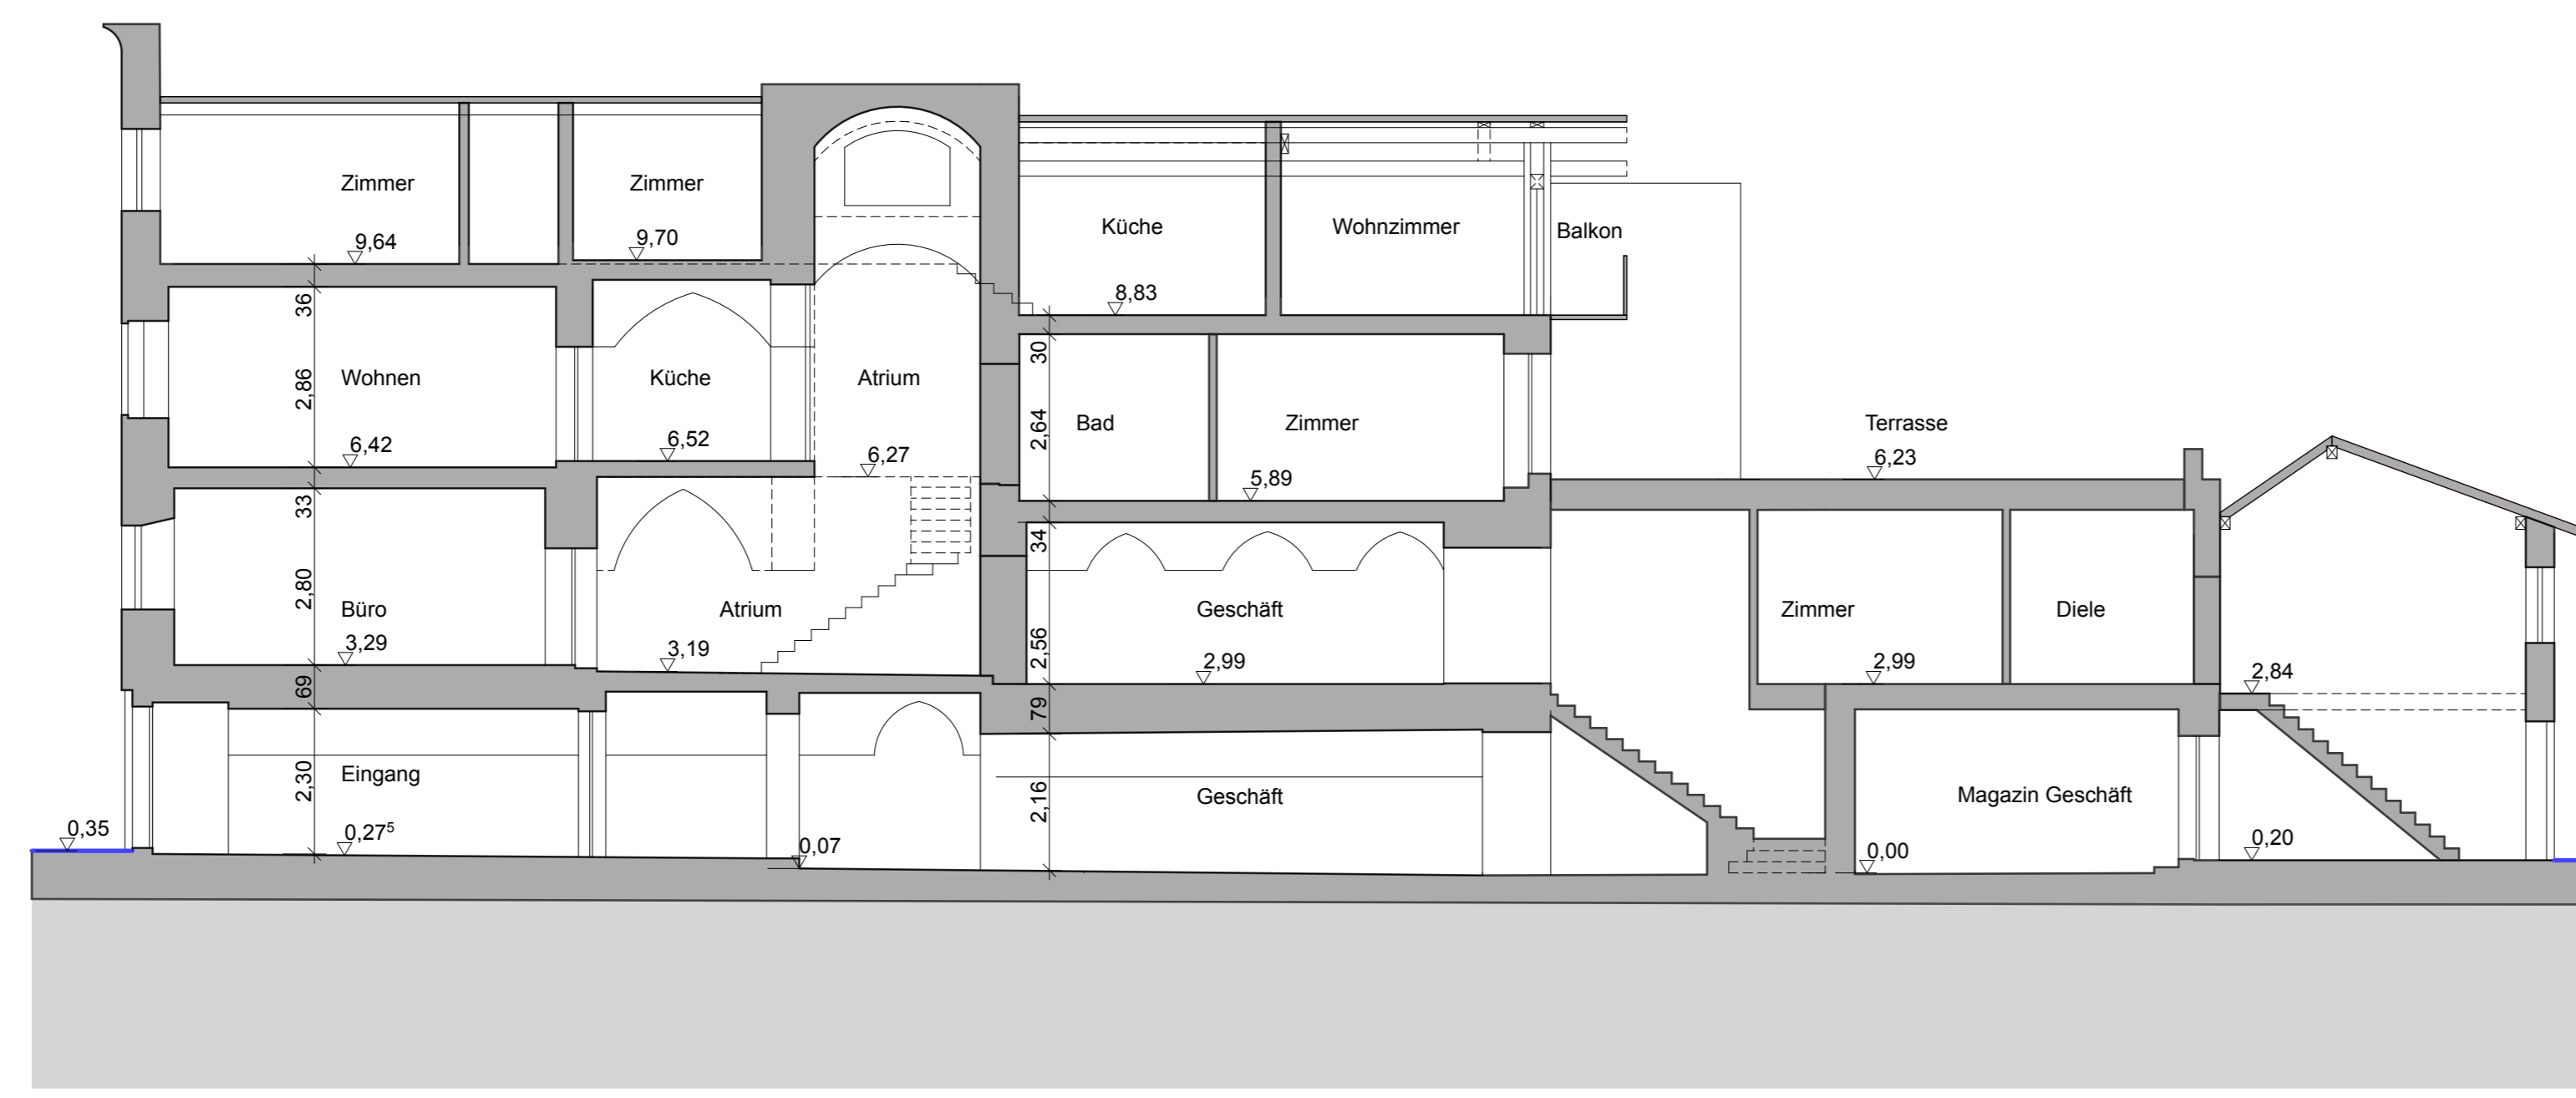 Zimmer
9,64
Zimmer
9,70
Küche
8,83
Wohnzimmer
Balkon
36
2,86
Wohnen
6,42
Küche
6,52
Atrium
6,27
30
2,64
Bad
Zimmer
5,89
Terrasse
6,23
33
2,80
Büro
3,29
Atrium
3,19
34
2,56
Geschäft
2,99
Zimmer
2,99
Diele
2,84
69
2,30
Eingang
0,27⁵
0,35
0,07
79
2,16
Geschäft
Magazin Geschäft
0,00
0,20